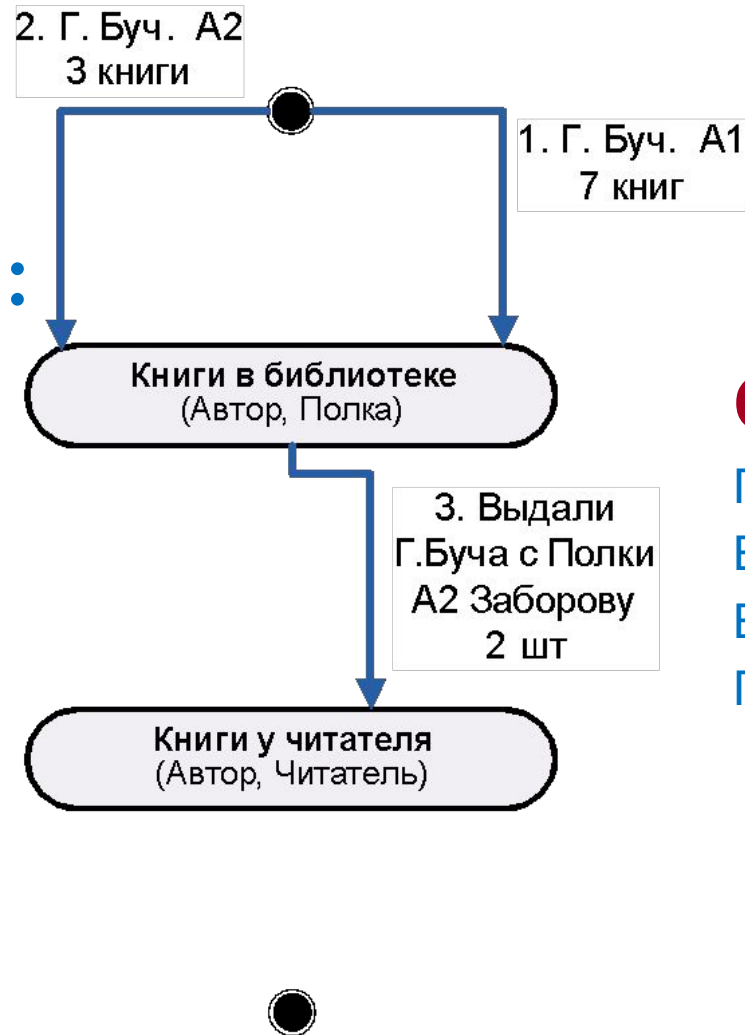 2. Г. Буч. А2
3 книги
1. Г. Буч. А1
7 книг
:
Книги в библиотеке
(Автор, Полка)
3. Выдали
Г.Буча с Полки
А2 Заборову
2 шт
Книги у читателя
(Автор, Читатель)